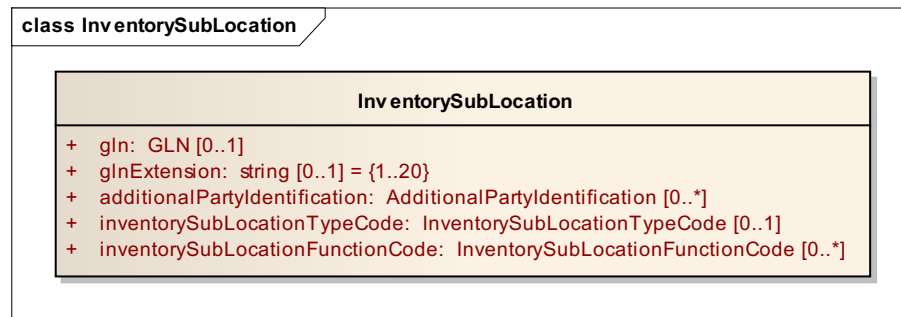 class InventorySubLocation
InventorySubLocation
+ gln: GLN [0..1]
+ glnExtension: string [0..1] = {1..20}
+ additionalPartyIdentification: AdditionalPartyIdentification [0..*]
+ inventorySubLocationTypeCode: InventorySubLocationTypeCode [0..1]
+ inventorySubLocationFunctionCode: InventorySubLocationFunctionCode [0..*]